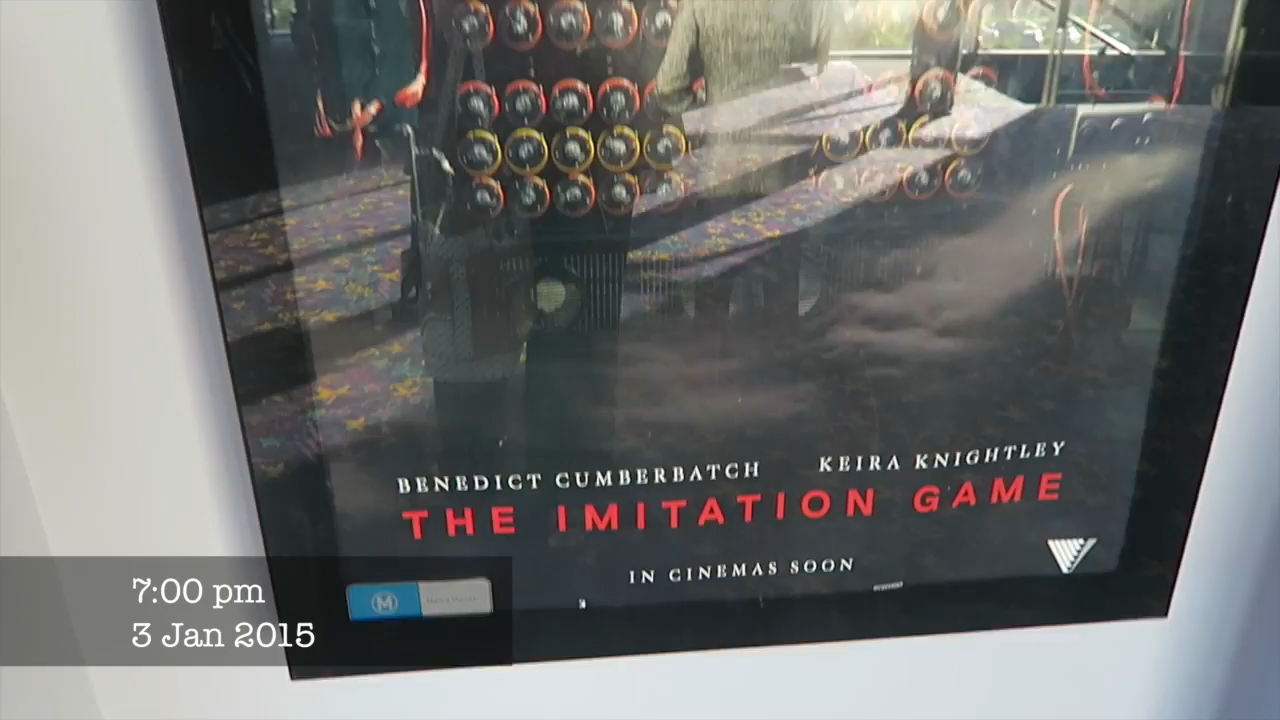 BENEDICT CUMBERBATCH KEIRA KNIGHTLEY
THE IMITATION GAME
IN CINEMAS SOON
M
7:00 pm
3 Jan 2015